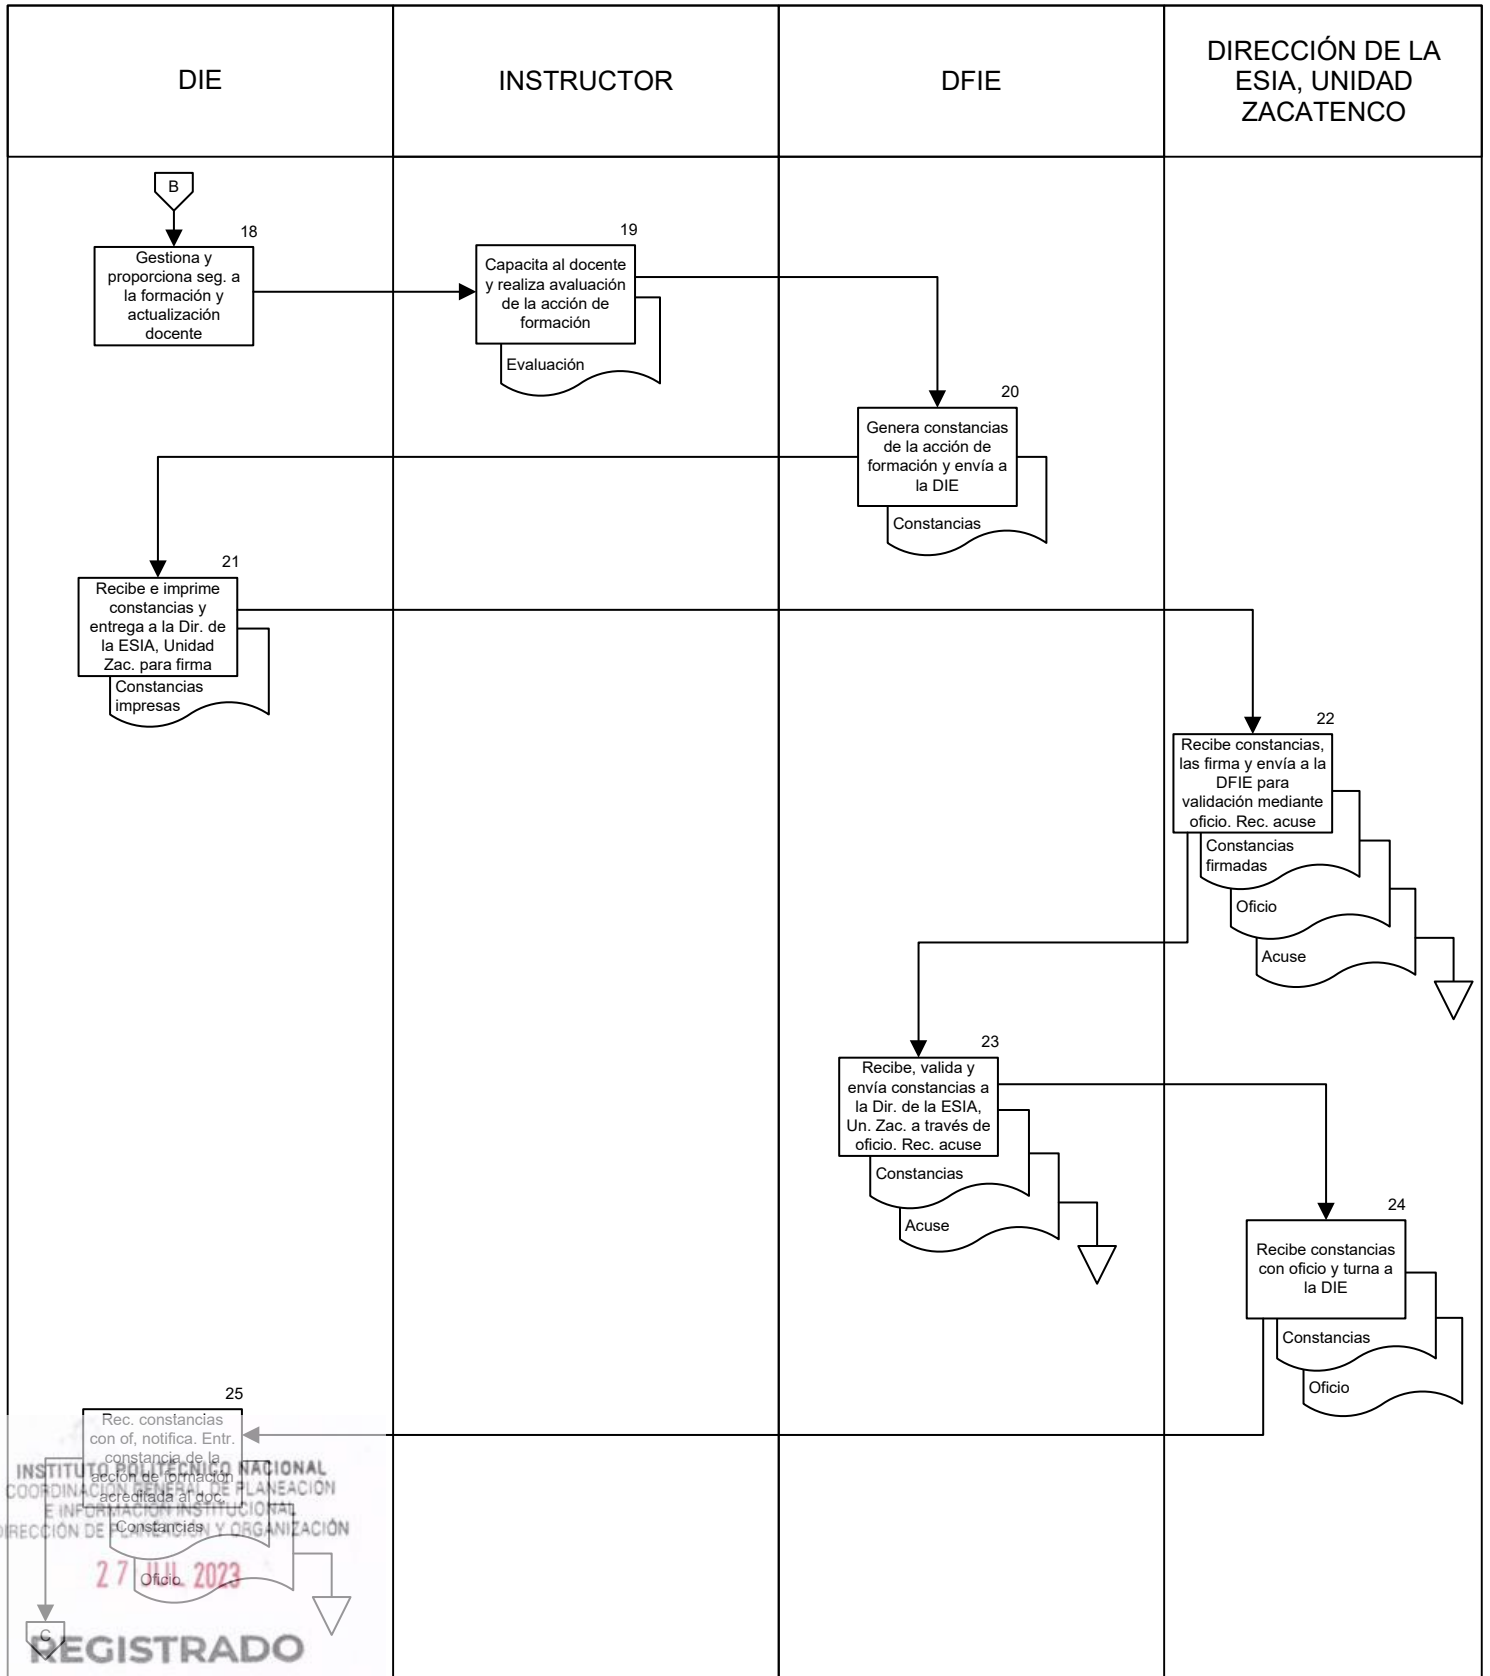 DIE
INSTRUCTOR
DFIE
DIRECCIÓN DE LA
ESIA, UNIDAD
ZACATENCO
B
18
Gestiona y
proporciona seg. a
la formación y
actualización
docente
19
Capacita al docente
y realiza avaluación
de la acción de
formación
Evaluación
20
Genera constancias
de la acción de
formación y envía a
la DIE
Constancias
21
Recibe e imprime
constancias y
entrega a la Dir. de
la ESIA, Unidad
Zac. para firma
Constancias
impresas
22
Recibe constancias,
las firma y envía a la
DFIE para
validación mediante
oficio. Rec. acuse
Constancias
firmadas
Oficio
Acuse
23
Recibe, valida y
envía constancias a
la Dir. de la ESIA,
Un. Zac. a través de
oficio. Rec. acuse
Constancias
Acuse
24
Recibe constancias
con oficio y turna a
la DIE
Constancias
Oficio
25
Rec. constancias
con of, notifica. Entr.
constancia de la
acción de formación
acreditada al doc.
Constancias
Oficio
C
INSTITUTO POLITÉCNICO NACIONAL
COORDINACIÓN GENERAL DE PLANEACIÓN
E INFORMACIÓN INSTITUCIONAL
DIRECCIÓN DE PLANEACIÓN Y ORGANIZACIÓN
27 JUL. 2023
REGISTRADO